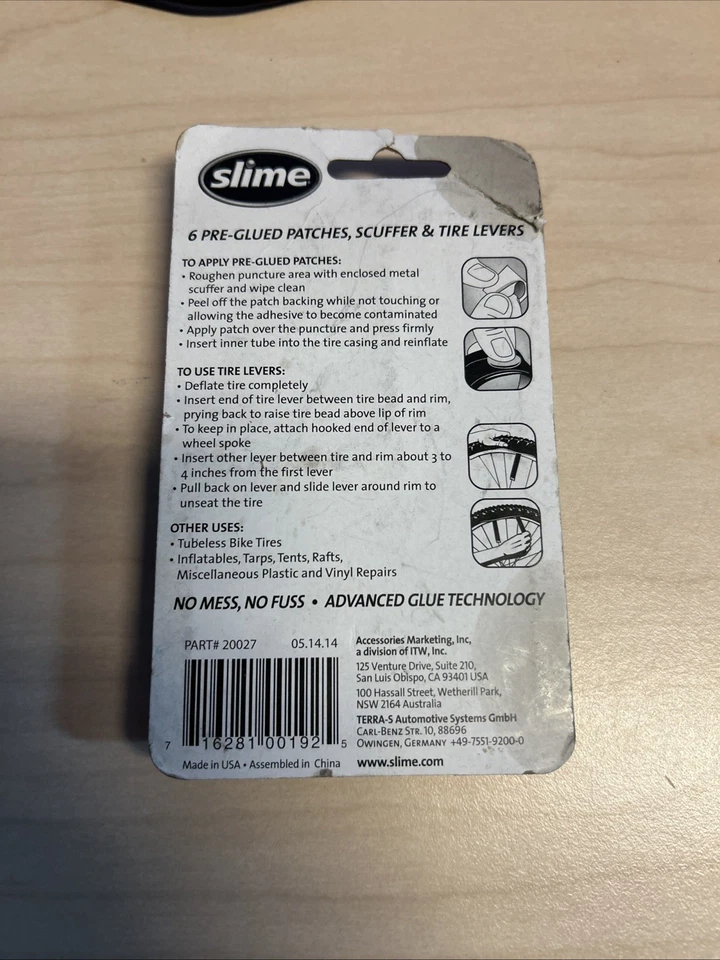 slime
6 PRE-GLUED PATCHES, SCUFFER & TIRE LEVERS
TO APPLY PRE-GLUED PATCHES:
• Roughen puncture area with enclosed metal
scuffer and wipe clean
• Peel off the patch backing while not touching or
allowing the adhesive to become contaminated
• Apply patch over the puncture and press firmly
• Insert inner tube into the tire casing and reinflate
TO USE TIRE LEVERS:
• Deflate tire completely
• Insert end of tire lever between tire bead and rim,
prying back to raise tire bead above lip of rim
• To keep in place, attach hooked end of lever to a
wheel spoke
• Insert other lever between tire and rim about 3 to
4 inches from the first lever
• Pull back on lever and slide lever around rim to
unseat the tire
OTHER USES:
• Tubeless Bike Tires
• Inflatables, Tarps, Tents, Rafts,
Miscellaneous Plastic and Vinyl Repairs
NO MESS, NO FUSS • ADVANCED GLUE TECHNOLOGY
PART# 20027 05.14.14
7 16281 00192 5
Made in USA • Assembled in China
Accessories Marketing, Inc,
a division of ITW, Inc.
125 Venture Drive, Suite 210,
San Luis Obispo, CA 93401 USA
100 Hassall Street, Wetherill Park,
NSW 2164 Australia
TERRA-S Automotive Systems GmbH
CARL-BENZ STR. 10, 88696
OWINGEN, GERMANY +49-7551-9200-0
www.slime.com